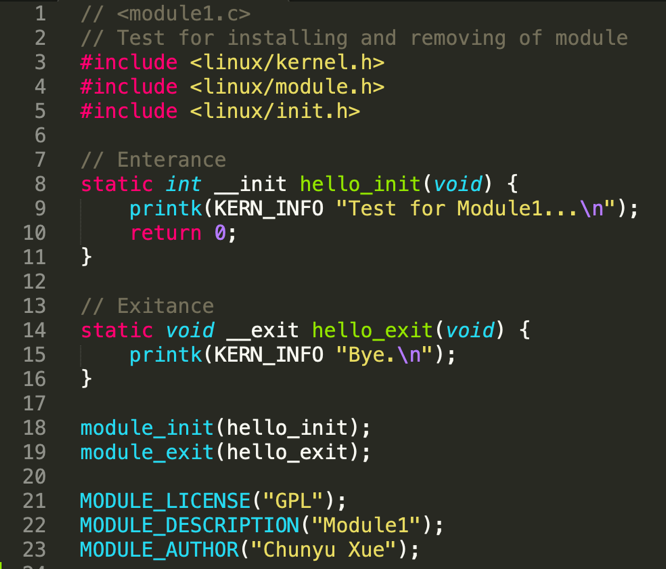 1 // <module1.c>
2 // Test for installing and removing of module
3 #include <linux/kernel.h>
4 #include <linux/module.h>
5 #include <linux/init.h>
6
7 // Enterance
8 static int __init hello_init(void) {
9     printk(KERN_INFO "Test for Module1...\n");
10     return 0;
11 }
12
13 // Exitance
14 static void __exit hello_exit(void) {
15     printk(KERN_INFO "Bye.\n");
16 }
17
18 module_init(hello_init);
19 module_exit(hello_exit);
20
21 MODULE_LICENSE("GPL");
22 MODULE_DESCRIPTION("Module1");
23 MODULE_AUTHOR("Chunyu Xue");